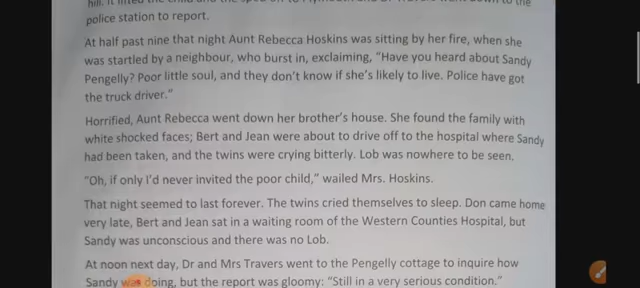 hill. It lifted the child and
police station to report.
At half past nine that night Aunt Rebecca Hoskins was sitting by her fire, when she
was startled by a neighbour, who burst in, exclaiming, “Have you heard about Sandy
Pengelly? Poor little soul, and they don’t know if she’s likely to live. Police have got
the truck driver.”
Horrified, Aunt Rebecca went down her brother’s house. She found the family with
white shocked faces; Bert and Jean were about to drive off to the hospital where Sandy
had been taken, and the twins were crying bitterly. Lob was nowhere to be seen.
“Oh, if only I’d never invited the poor child,” wailed Mrs. Hoskins.
That night seemed to last forever. The twins cried themselves to sleep. Don came home
very late, Bert and Jean sat in a waiting room of the Western Counties Hospital, but
Sandy was unconscious and there was no Lob.
At noon next day, Dr and Mrs Travers went to the Pengelly cottage to inquire how
Sandy was doing, but the report was gloomy: “Still in a very serious condition.”